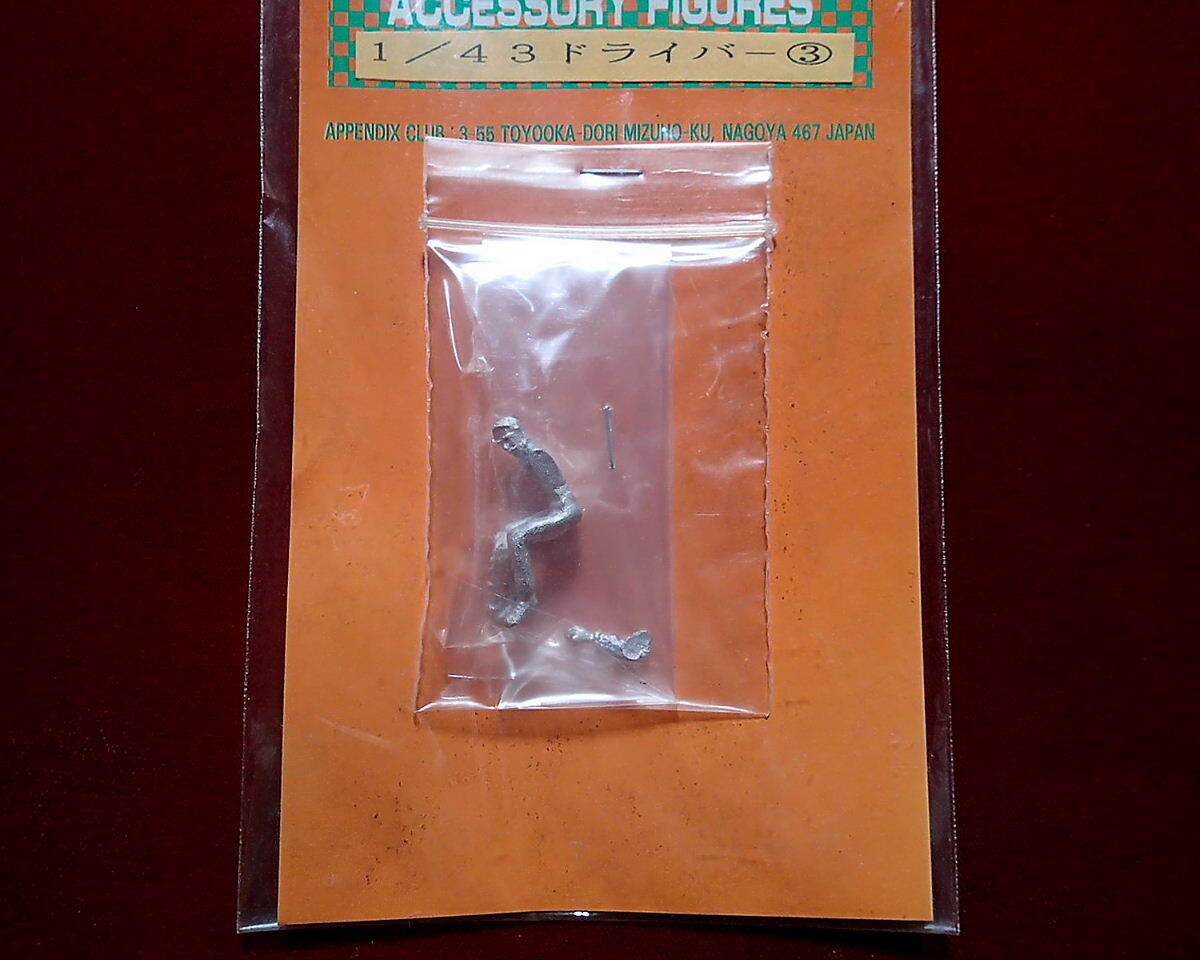 ACCESSORY FIGURES
1/43ドライバー③
APPENDIX CLUB : 3-55 TOYOOKA-DORI MIZUHO-KU, NAGOYA 467 JAPAN